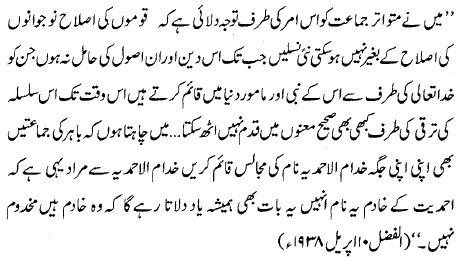 ’’میں نے متواتر جماعت کو اس امر کی طرف توجہ دلائی ہے کہ قوموں کی اصلاح نوجوانوں
کی اصلاح کے بغیر نہیں ہو سکتی نئی نسلیں جب تک اس دین اور ان اصول کی حامل نہ ہوں جن کو
خدا تعالی کی طرف سے اس کے نبی اور مامور دنیا میں قائم کرتے ہیں اس وقت تک اس سلسلہ
کی ترقی کی طرف کبھی بھی صحیح معنوں میں قدم نہیں اٹھ سکتا...میں چاہتا ہوں کہ باہر کی جماعتیں
بھی اپنی اپنی جگہ خدام الاحمدیہ نام کی مجالس قائم کریں خدام الاحمدیہ سے مراد یہی ہے کہ
احمدیت کے خادم یہ نام انہیں یہ بات بھی ہمیشہ یاد دلاتا رہے گا کہ وہ خادم ہیں مخدوم
نہیں ۔‘‘ (الفضل ۱۰ اپریل ۱۹۳۸ء)